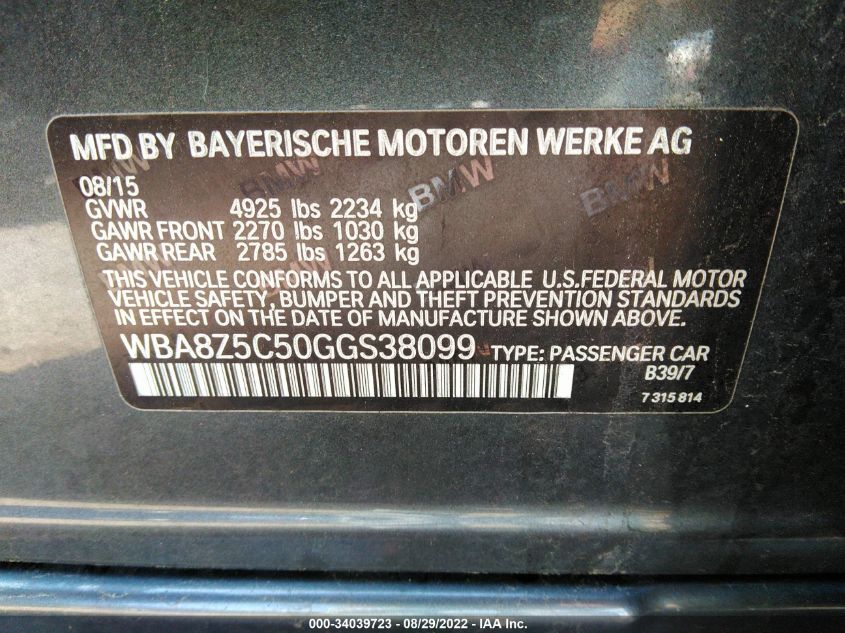 MFD BY BAYERISCHE MOTOREN WERKE AG
08/15
GVWR 4925 lbs 2234 kg
GAWR FRONT 2270 lbs 1030 kg
GAWR REAR 2785 lbs 1263 kg
THIS VEHICLE CONFORMS TO ALL APPLICABLE U.S.FEDERAL MOTOR
VEHICLE SAFETY, BUMPER AND THEFT PREVENTION STANDARDS
IN EFFECT ON THE DATE OF MANUFACTURE SHOWN ABOVE.
WBA8Z5C50GGS38099 TYPE: PASSENGER CAR
B39/7
7 315 814
BMW
BMW
BMW
000-34039723 - 08/29/2022 - IAA Inc.